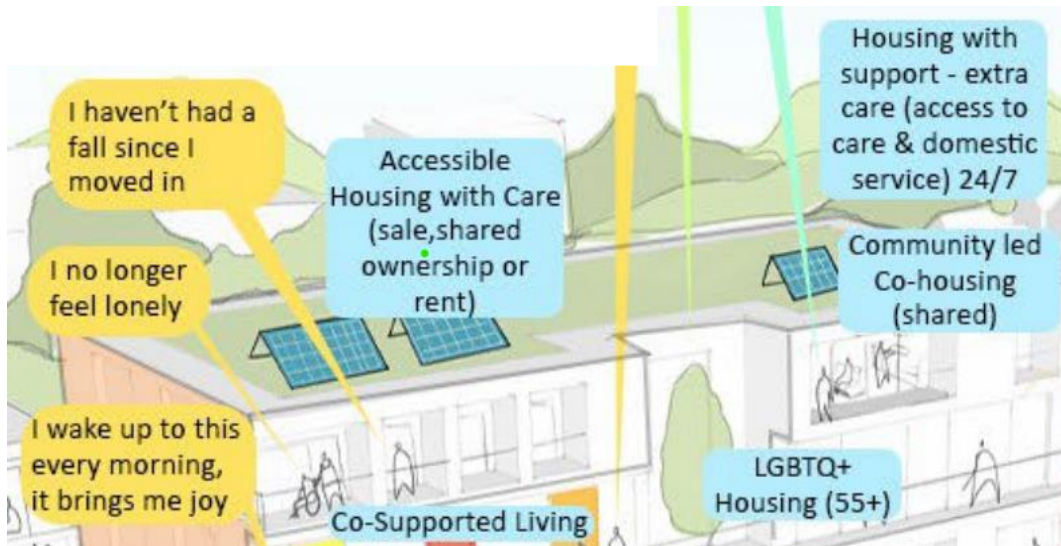 I haven't had a
fall since I
moved in
I no longer
feel lonely
I wake up to this
every morning,
it brings me joy
Accessible
Housing with Care
(sale,shared
ownership or
rent)
Co-Supported Living
Housing with
support - extra
care (access to
care & domestic
service) 24/7
Community led
Co-housing
(shared)
LGBTQ+
Housing (55+)